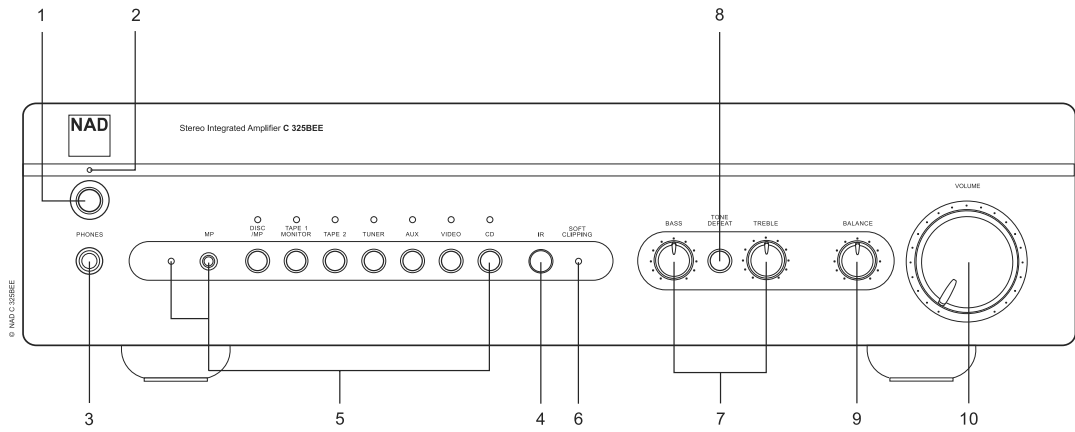 1 2 8
NAD
Stereo Integrated Amplifier C 325BEE
VOLUME
PHONES
MP
DISC
/MP
TAPE 1
MONITOR
TAPE 2
TUNER
AUX
VIDEO
CD
IR
SOFT
CLIPPING
BASS
TONE
DEFEAT
TREBLE
BALANCE
© NAD C 325BEE
3 5 4 6 7 9 10